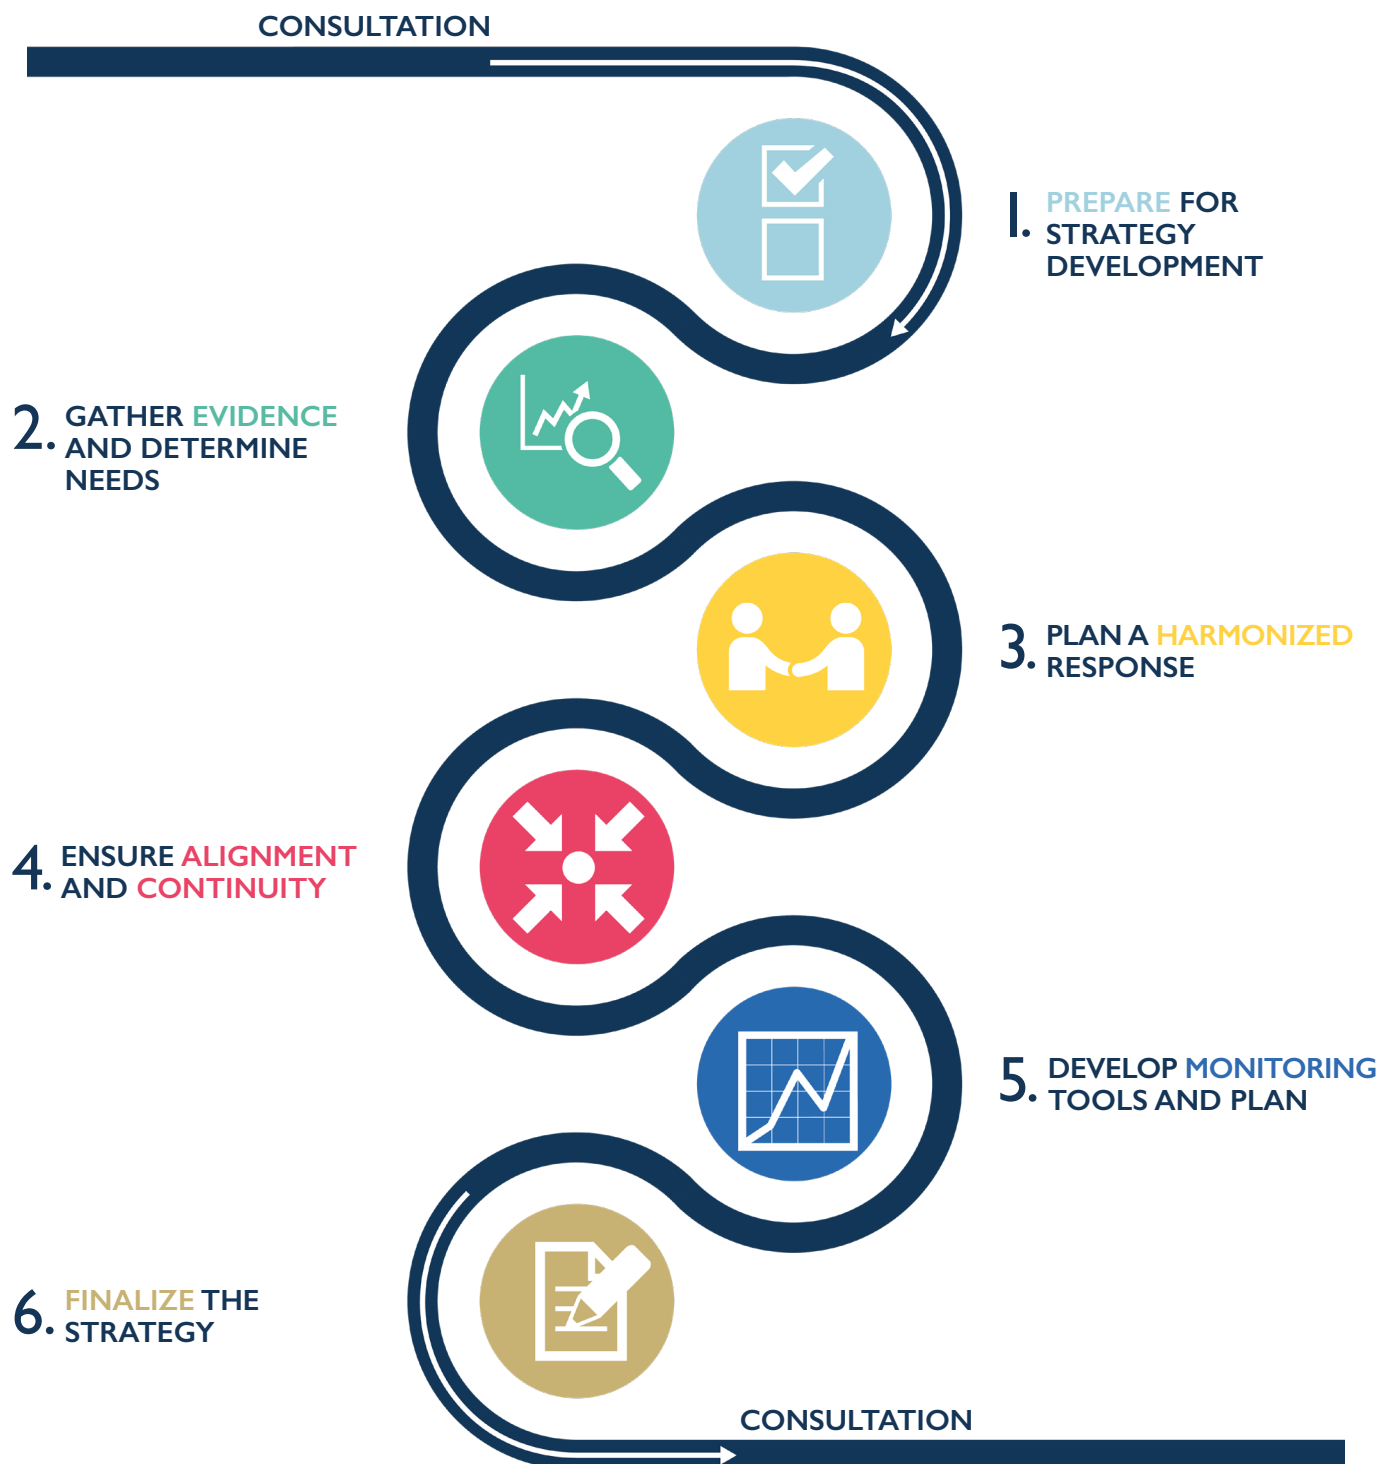 CONSULTATION
1. PREPARE FOR
STRATEGY
DEVELOPMENT
2. GATHER EVIDENCE
AND DETERMINE
NEEDS
3. PLAN A HARMONIZED
RESPONSE
4. ENSURE ALIGNMENT
AND CONTINUITY
5. DEVELOP MONITORING
TOOLS AND PLAN
6. FINALIZE THE
STRATEGY
CONSULTATION